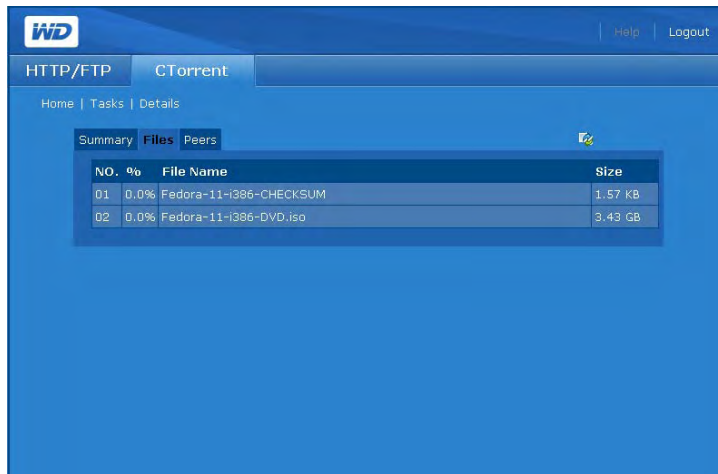 WD
Help | Logout
HTTP/FTP CTorrent
Home | Tasks | Details
Summary Files Peers
NO. % File Name Size
01 0.0% Fedora-11-i386-CHECKSUM 1.57 KB
02 0.0% Fedora-11-i386-DVD.iso 3.43 GB